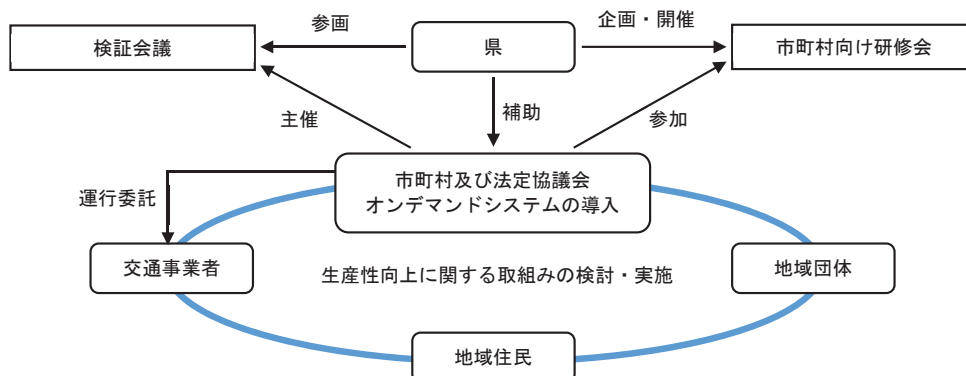 参画
企画・開催
検証会議
県
市町村向け研修会
主催
補助
参加
市町村及び法定協議会
オンデマンドシステムの導入
運行委託
交通事業者
生産性向上に関する取組みの検討・実施
地域団体
地域住民